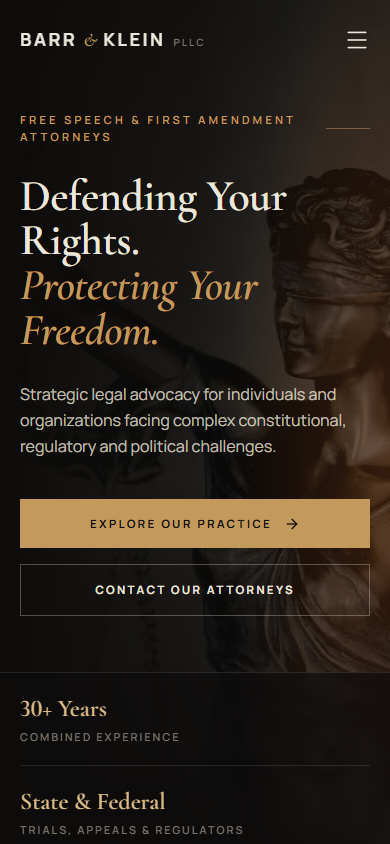 BARR & KLEIN PLLC
FREE SPEECH & FIRST AMENDMENT
ATTORNEYS
Defending Your
Rights.
Protecting Your
Freedom.
Strategic legal advocacy for individuals and
organizations facing complex constitutional,
regulatory and political challenges.
EXPLORE OUR PRACTICE →
CONTACT OUR ATTORNEYS
30+ Years
COMBINED EXPERIENCE
State & Federal
TRIALS, APPEALS & REGULATORS